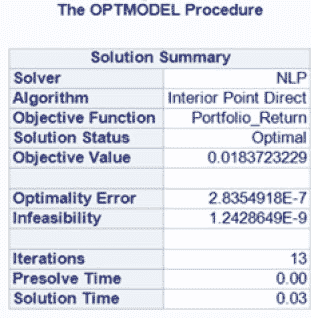 The OPTMODEL Procedure
Solution Summary
Solver NLP
Algorithm Interior Point Direct
Objective Function Portfolio_Return
Solution Status Optimal
Objective Value 0.0183723229
Optimality Error 2.8354918E-7
Infeasibility 1.2428649E-9
Iterations 13
Presolve Time 0.00
Solution Time 0.03